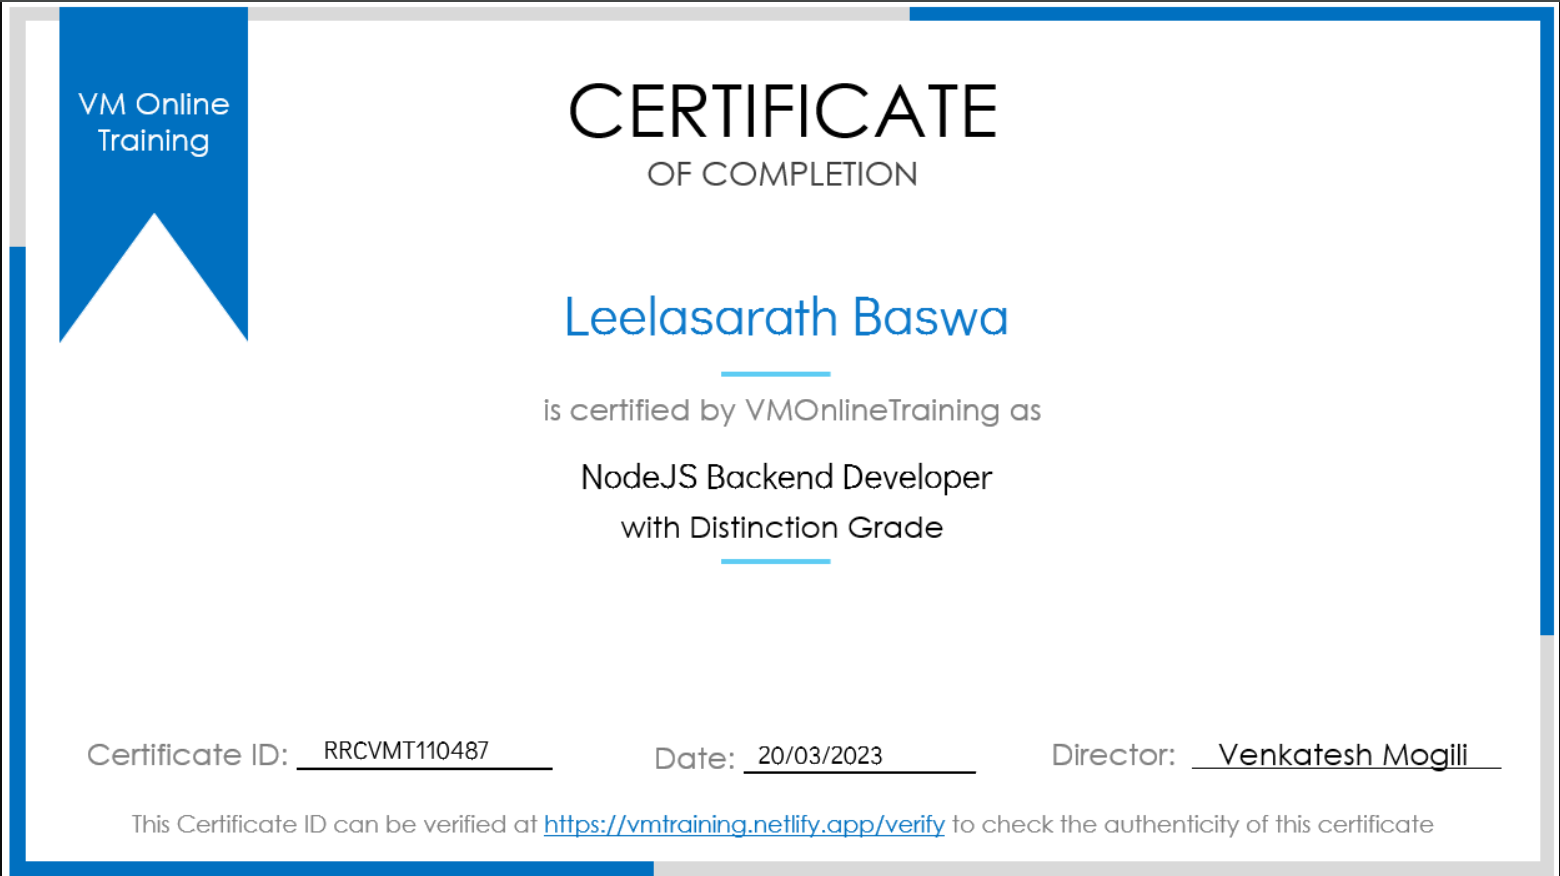 VM Online
Training
CERTIFICATE
OF COMPLETION
Leelasarath Baswa
is certified by VMOnlineTraining as
NodeJS Backend Developer
with Distinction Grade
Certificate ID: RRCVMT110487 Date: 20/03/2023 Director: Venkatesh Mogili
This Certificate ID can be verified at https://vmtraining.netlify.app/verify to check the authenticity of this certificate